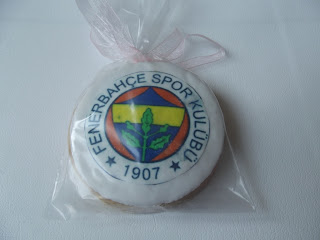 FENERBAHÇE SPOR KULÜBÜ
★ 1907 ★